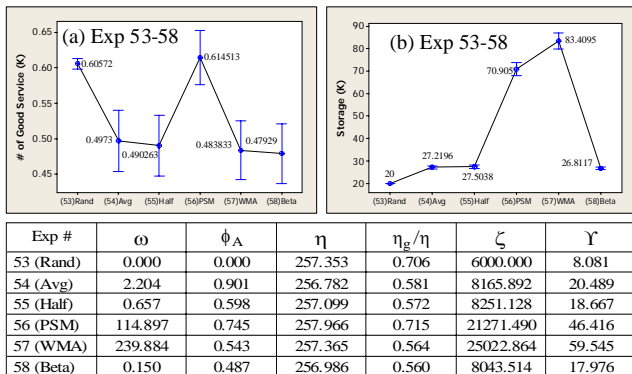 (a) Exp 53-58
# of Good Service (K)
0.65
0.60
0.55
0.50
0.45
0.60572
0.4973
0.490263
0.614513
0.483833
0.47929
(53)Rand (54)Avg (55)Half (56)PSM (57)WMA (58)Beta
(b) Exp 53-58
Storage (K)
90
80
70
60
50
40
30
20
20
27.2196
27.5038
70.905
83.4095
26.8117
(53)Rand (54)Avg (55)Half (56)PSM (57)WMA (58)Beta
Exp # ω ϕA η ηg/η ζ ϒ
53 (Rand) 0.000 0.000 257.353 0.706 6000.000 8.081
54 (Avg) 2.204 0.901 256.782 0.581 8165.892 20.489
55 (Half) 0.657 0.598 257.099 0.572 8251.128 18.667
56 (PSM) 114.897 0.745 257.966 0.715 21271.490 46.416
57 (WMA) 239.884 0.543 257.365 0.564 25022.864 59.545
58 (Beta) 0.150 0.487 256.986 0.560 8043.514 17.976